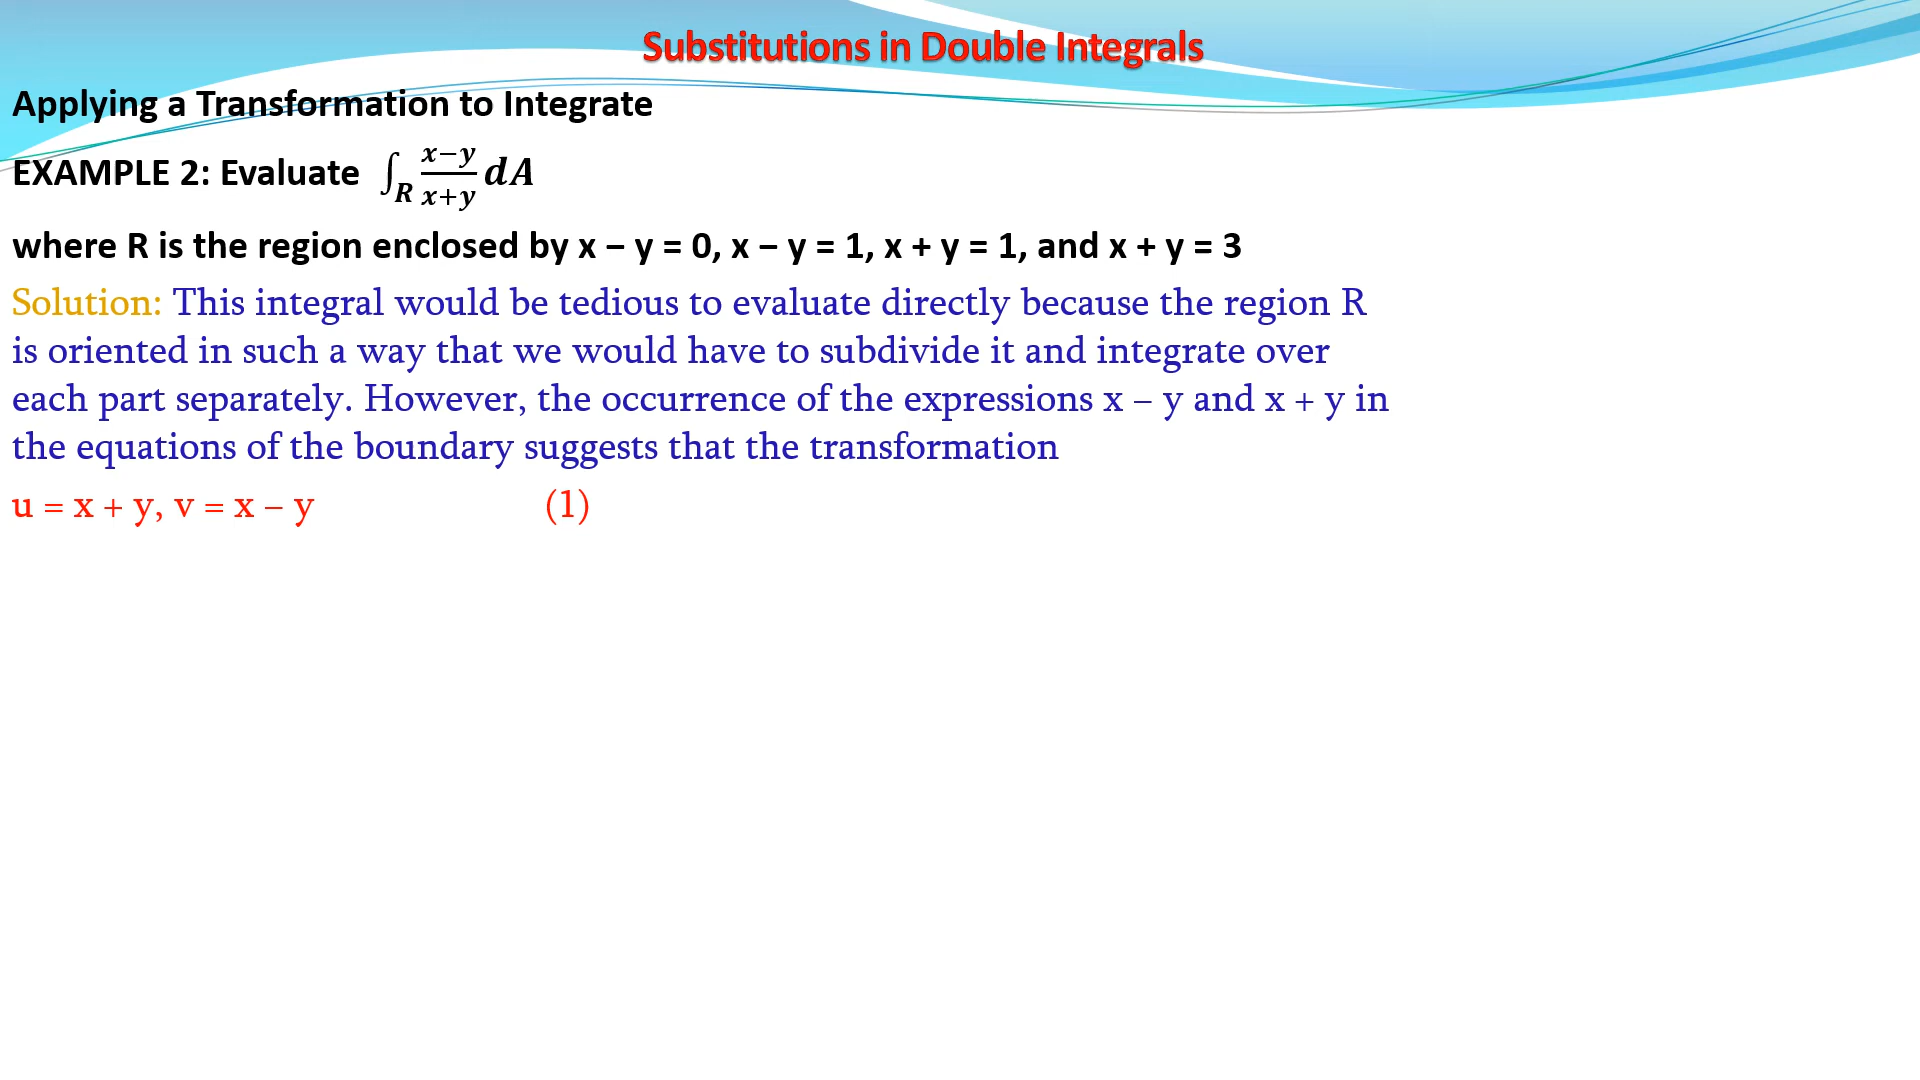 Substitutions in Double Integrals
Applying a Transformation to Integrate
EXAMPLE 2: Evaluate ∫_R (x−y)/(x+y) dA
where R is the region enclosed by x − y = 0, x − y = 1, x + y = 1, and x + y = 3
Solution: This integral would be tedious to evaluate directly because the region R
is oriented in such a way that we would have to subdivide it and integrate over
each part separately. However, the occurrence of the expressions x − y and x + y in
the equations of the boundary suggests that the transformation
u = x + y, v = x − y (1)